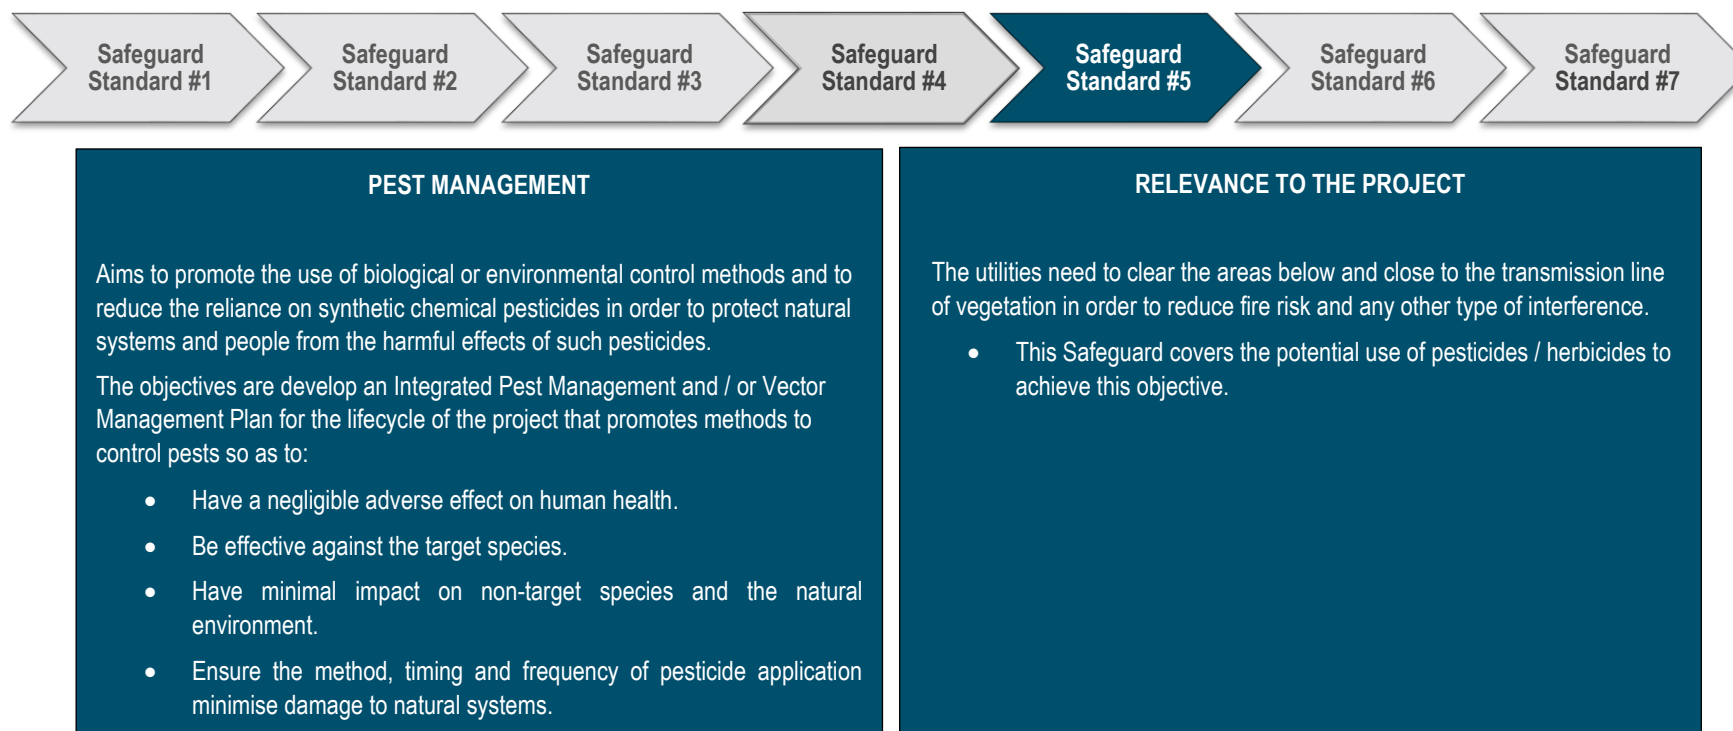 Safeguard
Standard #1
Safeguard
Standard #2
Safeguard
Standard #3
Safeguard
Standard #4
Safeguard
Standard #5
Safeguard
Standard #6
Safeguard
Standard #7
PEST MANAGEMENT
Aims to promote the use of biological or environmental control methods and to
reduce the reliance on synthetic chemical pesticides in order to protect natural
systems and people from the harmful effects of such pesticides.
The objectives are develop an Integrated Pest Management and / or Vector
Management Plan for the lifecycle of the project that promotes methods to
control pests so as to:
• Have a negligible adverse effect on human health.
• Be effective against the target species.
• Have minimal impact on non-target species and the natural
environment.
• Ensure the method, timing and frequency of pesticide application
minimise damage to natural systems.
RELEVANCE TO THE PROJECT
The utilities need to clear the areas below and close to the transmission line
of vegetation in order to reduce fire risk and any other type of interference.
• This Safeguard covers the potential use of pesticides / herbicides to
achieve this objective.